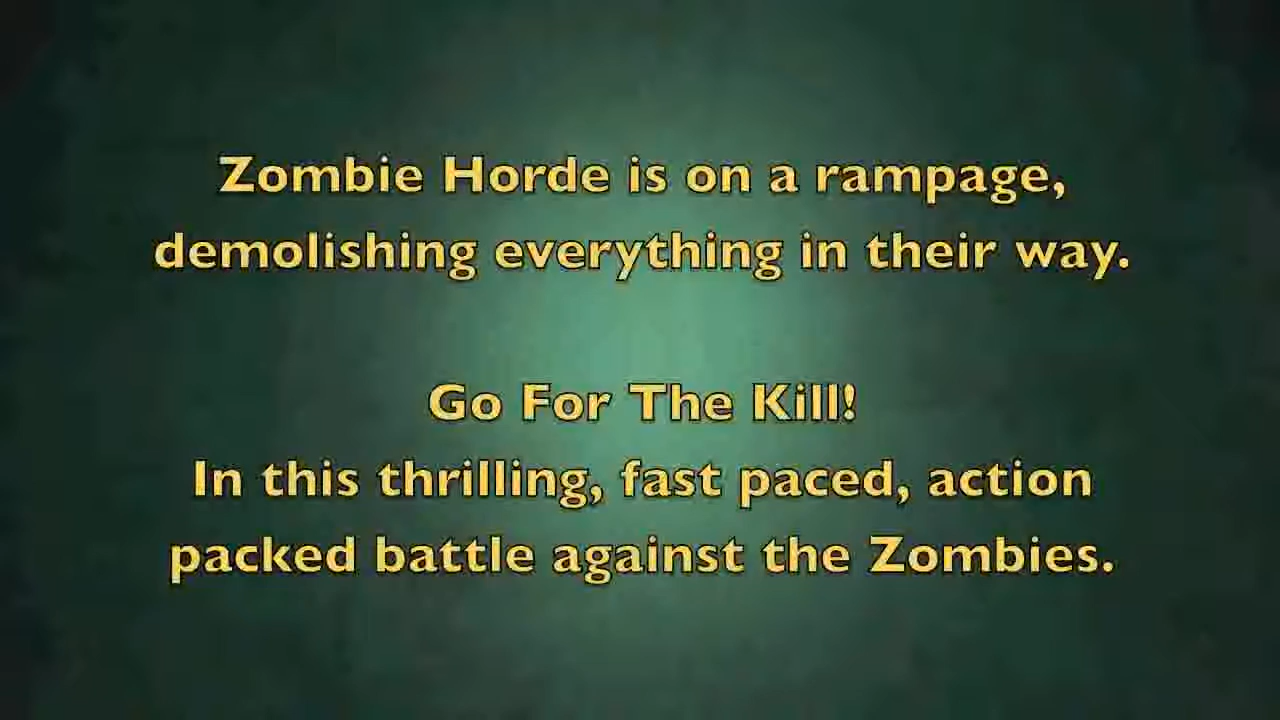 Zombie Horde is on a rampage,
demolishing everything in their way.
Go For The Kill!
In this thrilling, fast paced, action
packed battle against the Zombies.